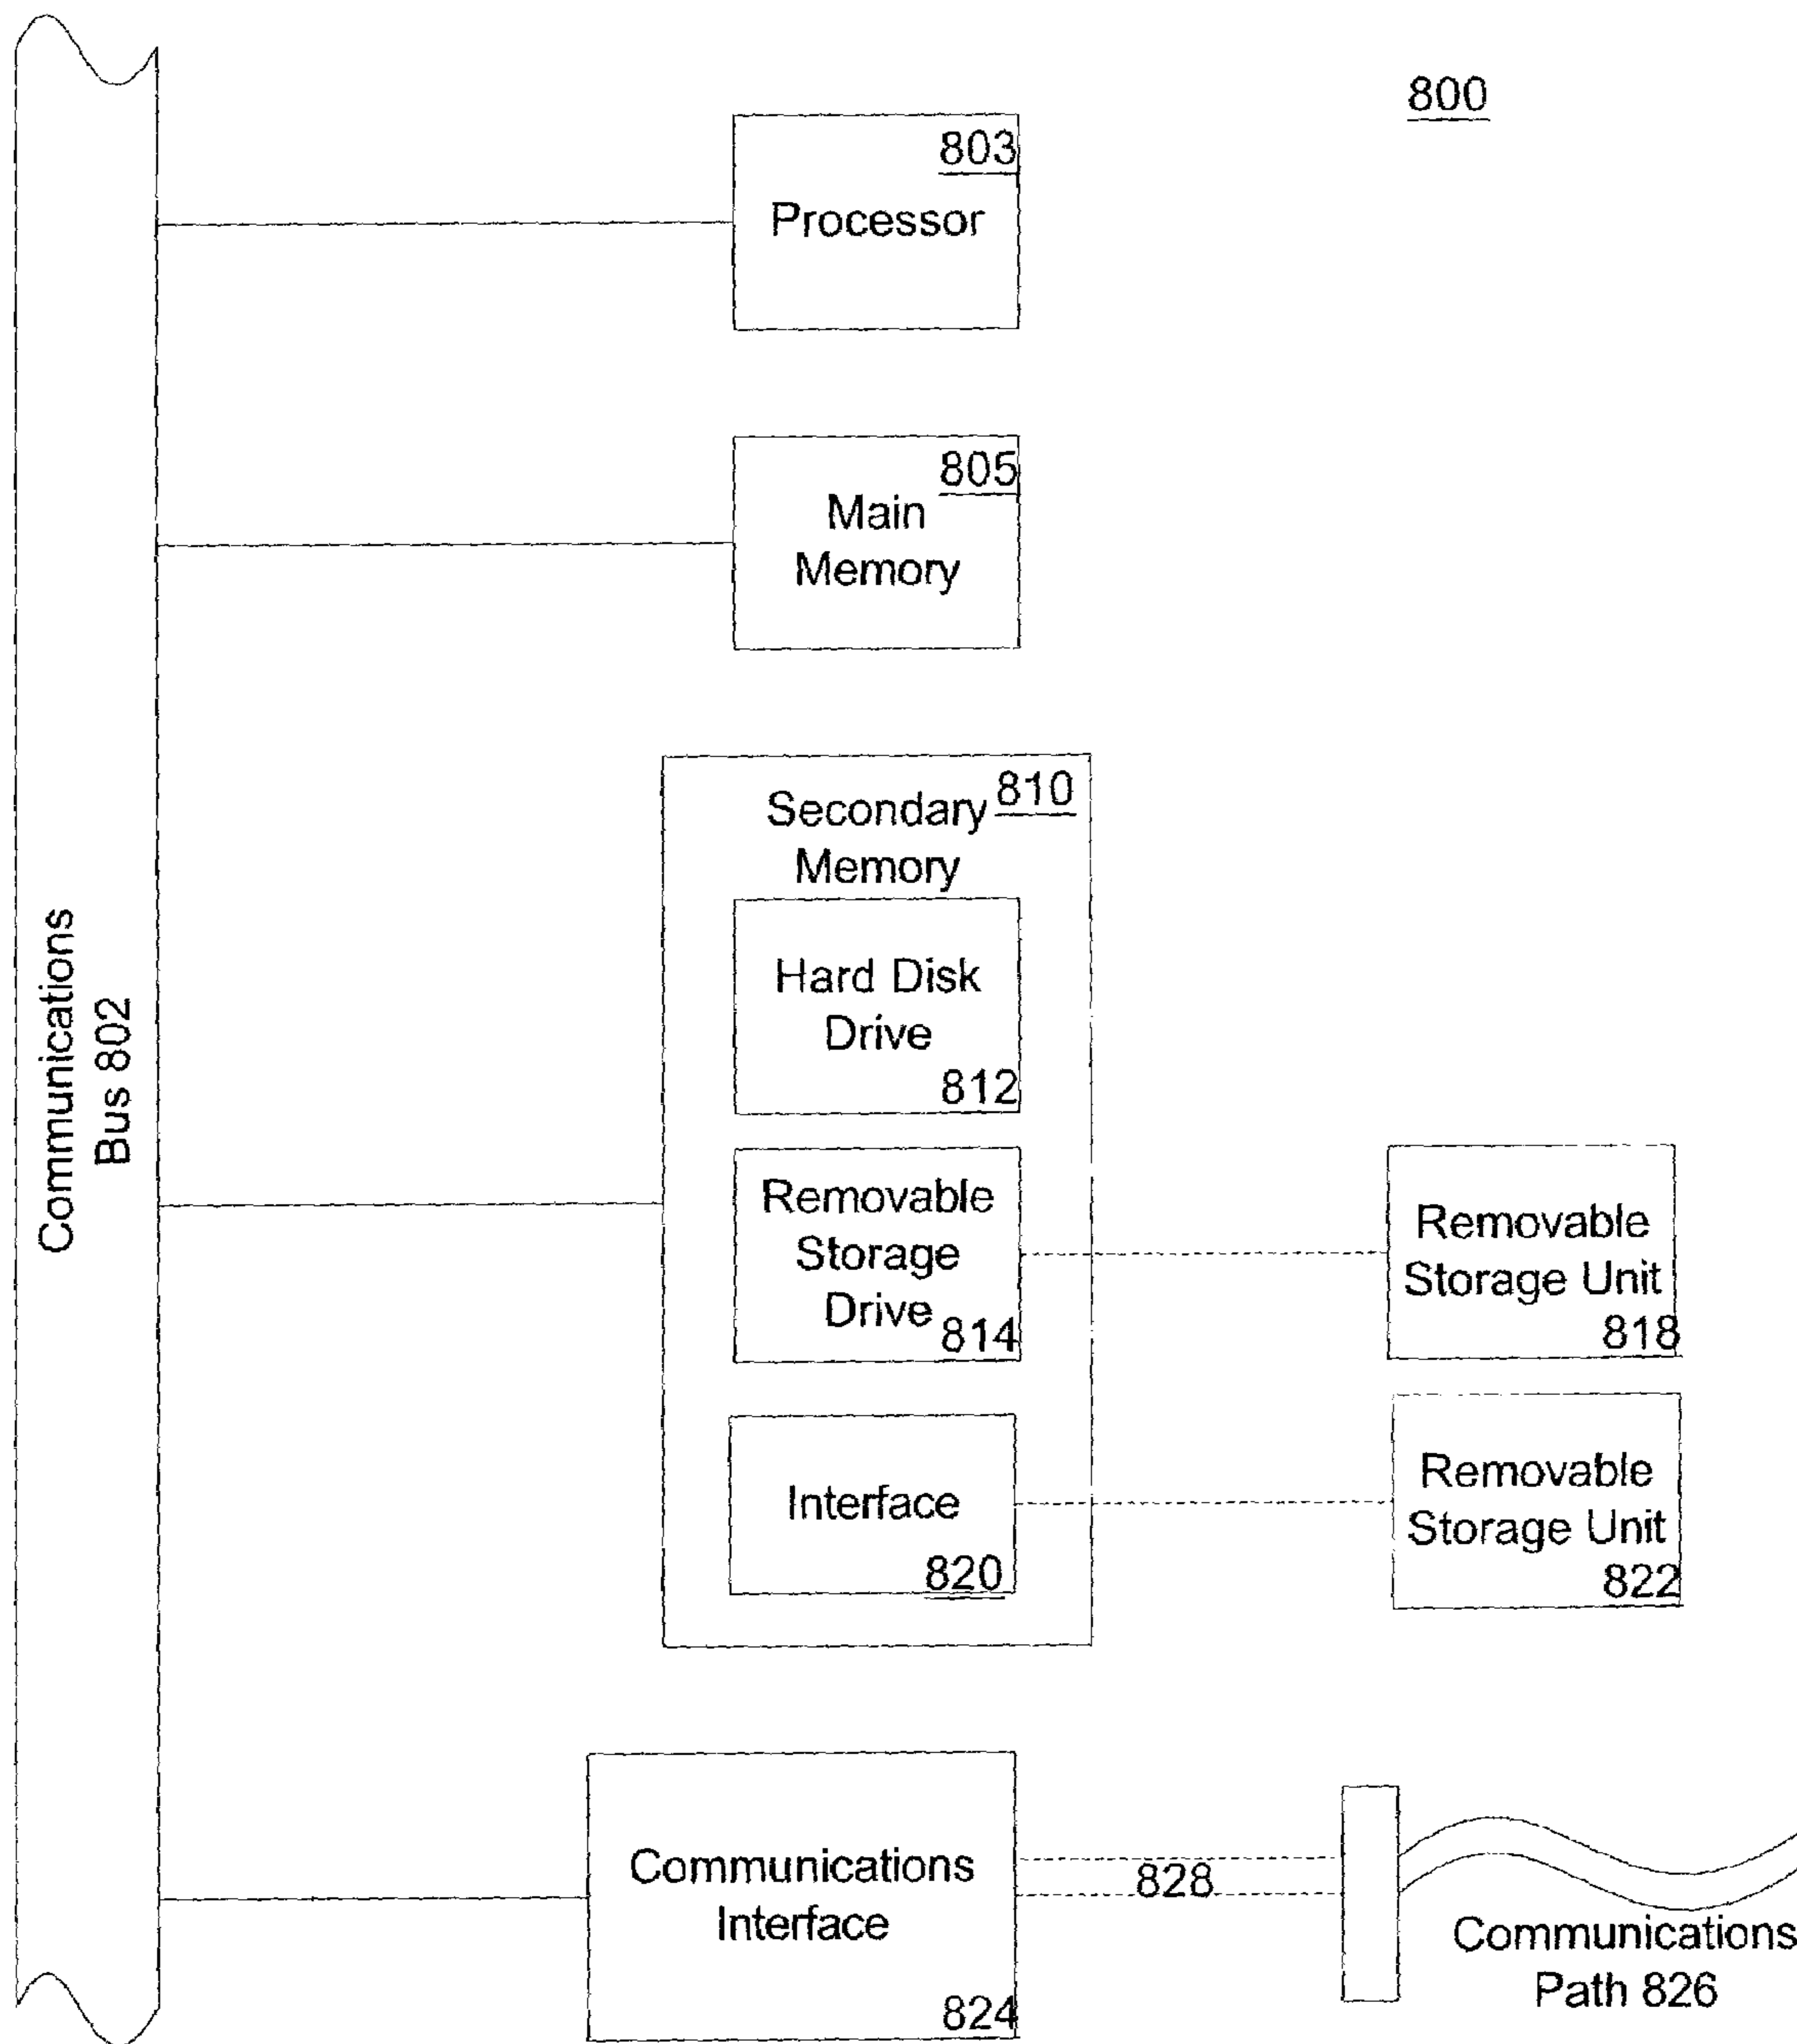 800
803
Processor
805
Main
Memory
Communications
Bus 802
810
Secondary
Memory
Hard Disk
Drive
812
Removable
Storage
Drive
814
Removable
Storage Unit
818
Interface
820
Removable
Storage Unit
822
Communications
Interface
824
828
Communications
Path 826